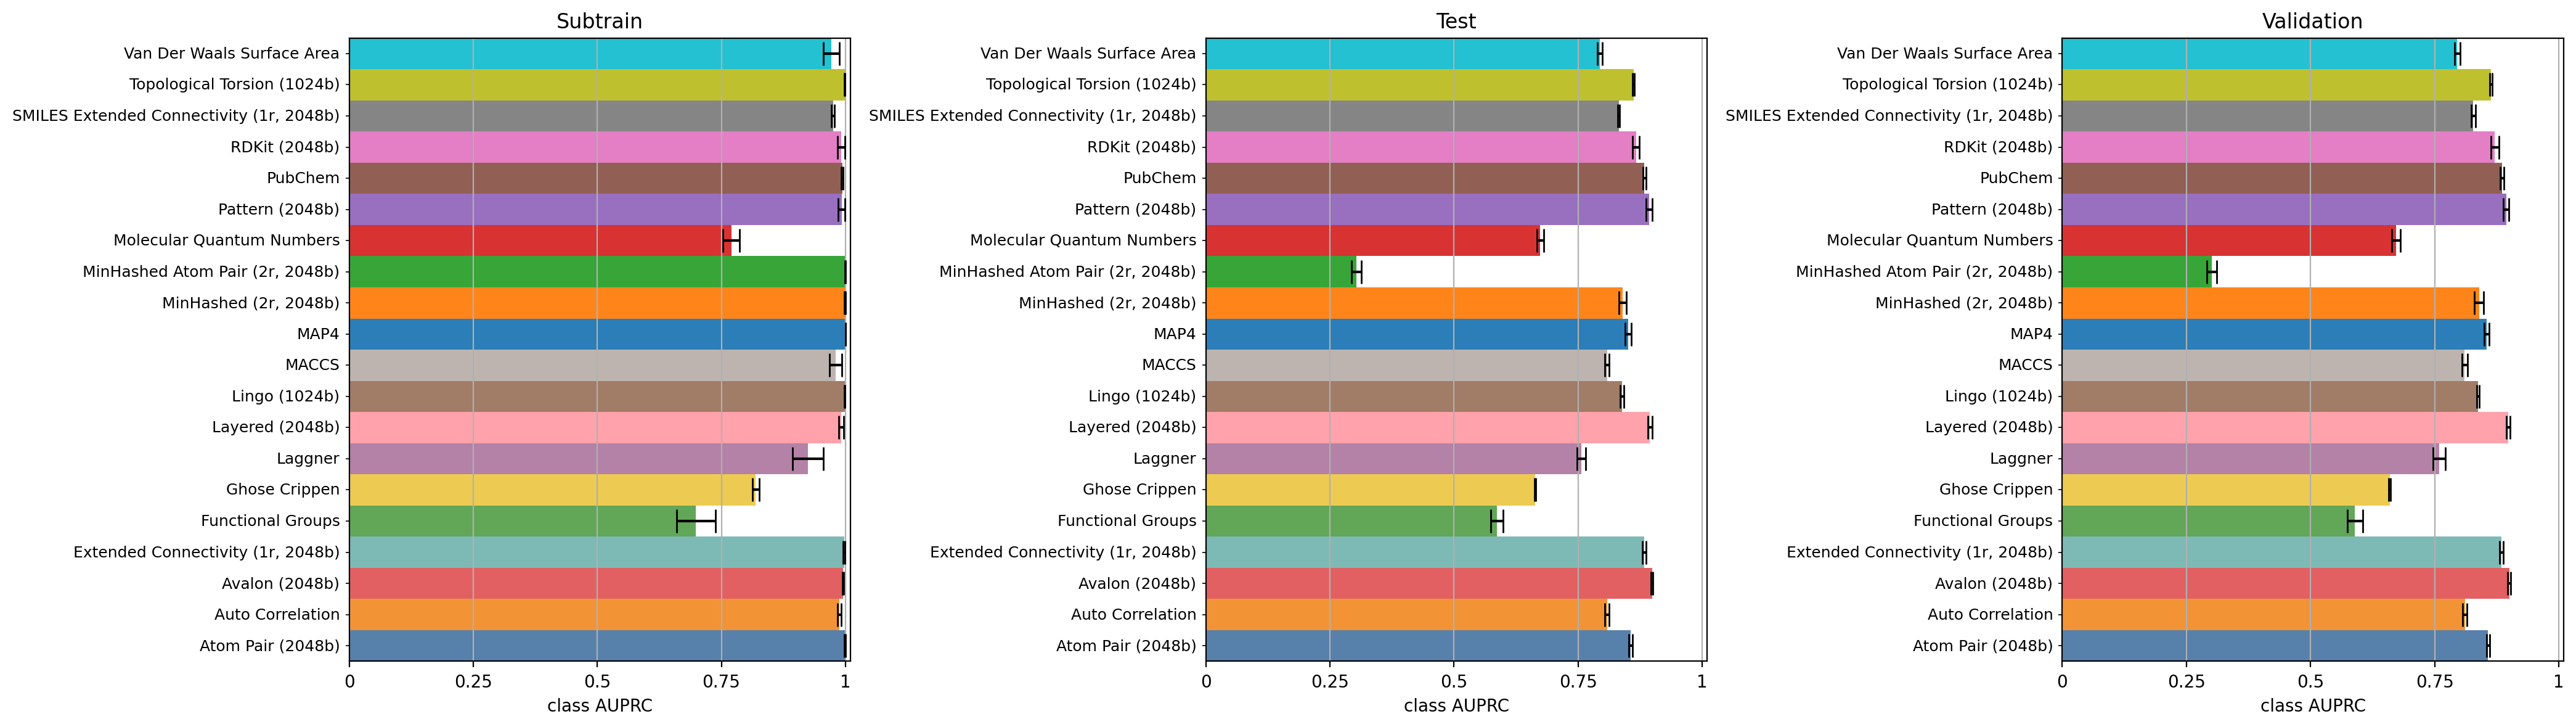 Subtrain
Van Der Waals Surface Area
Topological Torsion (1024b)
SMILES Extended Connectivity (1r, 2048b)
RDKit (2048b)
PubChem
Pattern (2048b)
Molecular Quantum Numbers
MinHashed Atom Pair (2r, 2048b)
MinHashed (2r, 2048b)
MAP4
MACCS
Lingo (1024b)
Layered (2048b)
Laggner
Ghose Crippen
Functional Groups
Extended Connectivity (1r, 2048b)
Avalon (2048b)
Auto Correlation
Atom Pair (2048b)
0 0.25 0.5 0.75 1
class AUPRC
Test
Van Der Waals Surface Area
Topological Torsion (1024b)
SMILES Extended Connectivity (1r, 2048b)
RDKit (2048b)
PubChem
Pattern (2048b)
Molecular Quantum Numbers
MinHashed Atom Pair (2r, 2048b)
MinHashed (2r, 2048b)
MAP4
MACCS
Lingo (1024b)
Layered (2048b)
Laggner
Ghose Crippen
Functional Groups
Extended Connectivity (1r, 2048b)
Avalon (2048b)
Auto Correlation
Atom Pair (2048b)
0 0.25 0.5 0.75 1
class AUPRC
Validation
Van Der Waals Surface Area
Topological Torsion (1024b)
SMILES Extended Connectivity (1r, 2048b)
RDKit (2048b)
PubChem
Pattern (2048b)
Molecular Quantum Numbers
MinHashed Atom Pair (2r, 2048b)
MinHashed (2r, 2048b)
MAP4
MACCS
Lingo (1024b)
Layered (2048b)
Laggner
Ghose Crippen
Functional Groups
Extended Connectivity (1r, 2048b)
Avalon (2048b)
Auto Correlation
Atom Pair (2048b)
0 0.25 0.5 0.75 1
class AUPRC